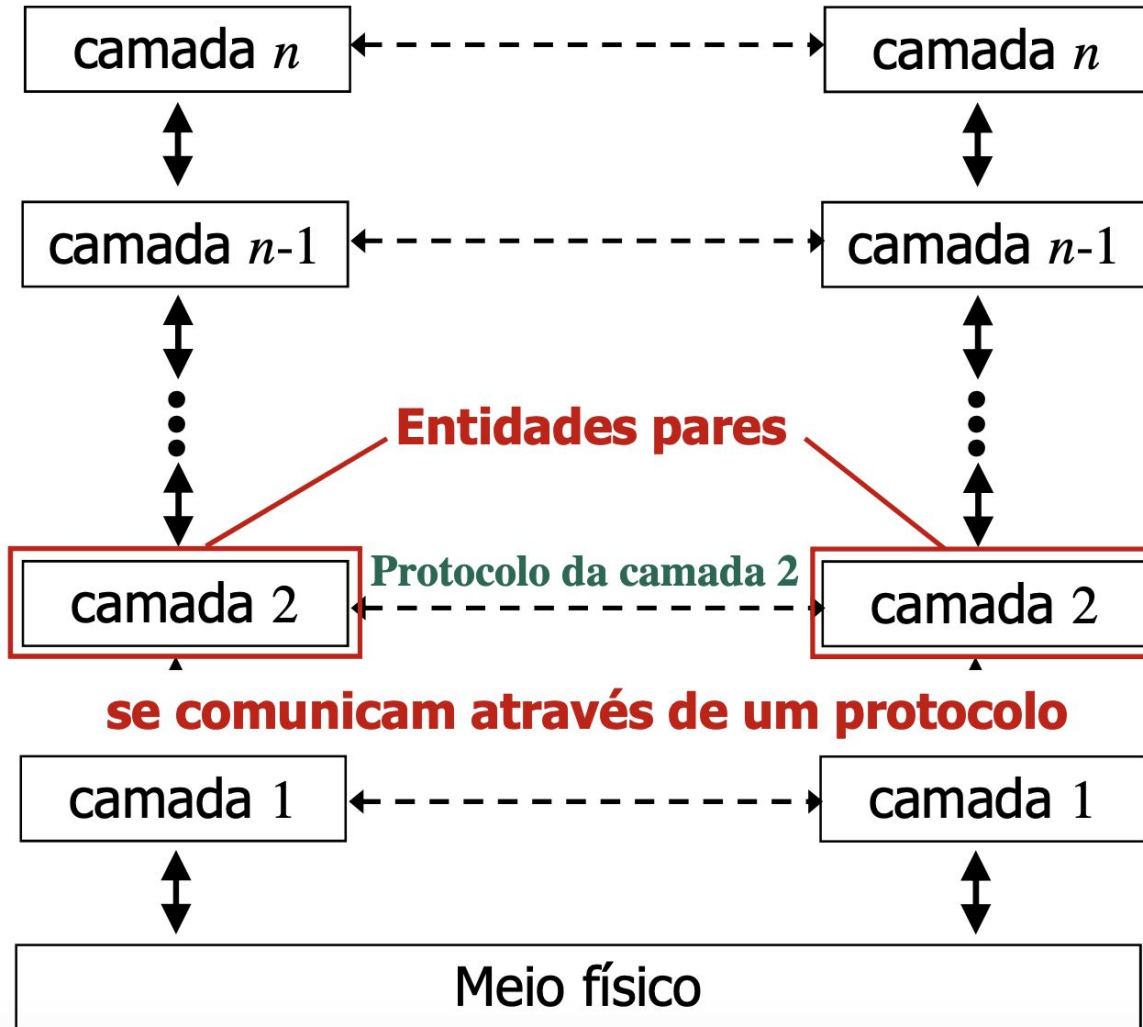 camada n camada n
camada n-1 camada n-1
Entidades pares
Protocolo da camada 2
camada 2 camada 2
se comunicam através de um protocolo
camada 1 camada 1
Meio físico